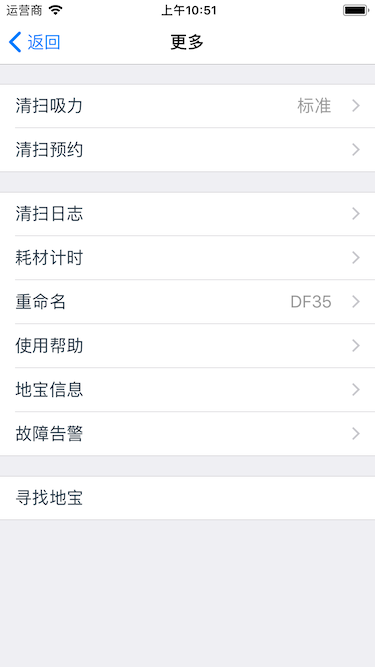 运营商 上午10:51
返回 更多
清扫吸力 标准
清扫预约
清扫日志
耗材计时
重命名 DF35
使用帮助
地宝信息
故障告警
寻找地宝